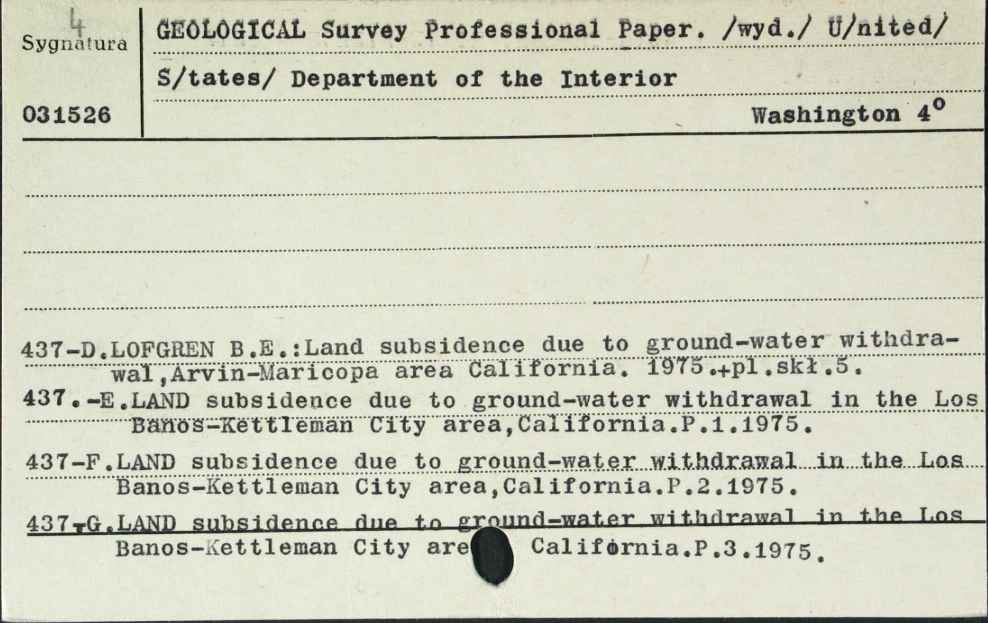 4
Sygnatura
031526
GEOLOGICAL Survey Professional Paper. /wyd./ U/nited/
S/tates/ Department of the Interior
Washington 4⁰
437-D.LOFGREN B.E.:Land subsidence due to ground-water withdra-
wal,Arvin-Maricopa area California. 1975.+pl.skł.5.
437.-E.LAND subsidence due to ground-water withdrawal in the Los
Banos-Kettleman City area,California.P.1.1975.
437-F.LAND subsidence due to ground-water withdrawal in the Los
Banos-Kettleman City area,California.P.2.1975.
437-G.LAND subsidence due to ground-water withdrawal in the Los
Banos-Kettleman City are California.P.3.1975.